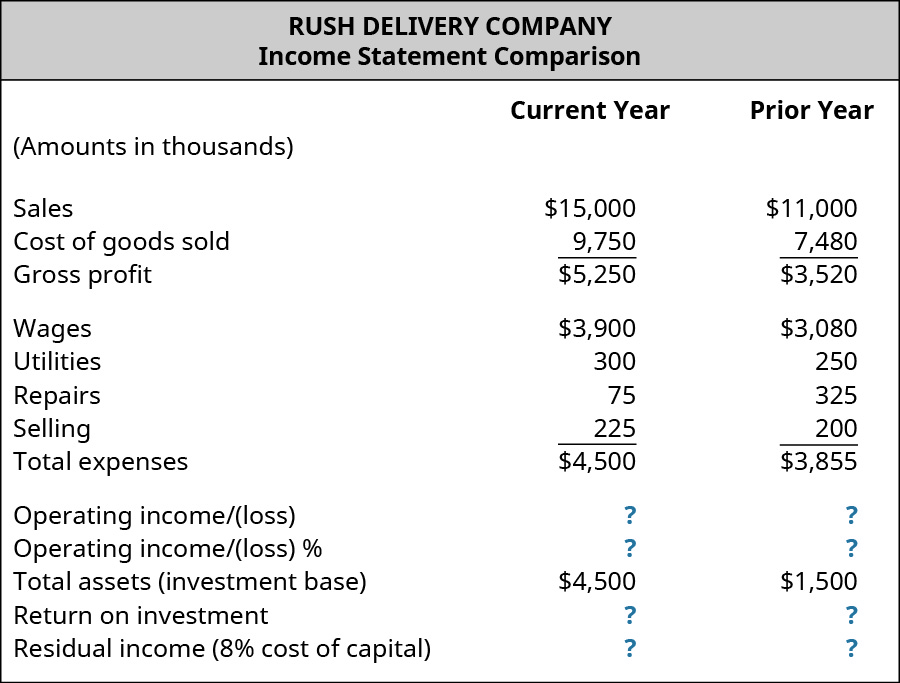 RUSH DELIVERY COMPANY
Income Statement Comparison
Current Year Prior Year
(Amounts in thousands)
Sales $15,000 $11,000
Cost of goods sold 9,750 7,480
Gross profit $5,250 $3,520
Wages $3,900 $3,080
Utilities 300 250
Repairs 75 325
Selling 225 200
Total expenses $4,500 $3,855
Operating income/(loss) ? ?
Operating income/(loss) % ? ?
Total assets (investment base) $4,500 $1,500
Return on investment ? ?
Residual income (8% cost of capital) ? ?